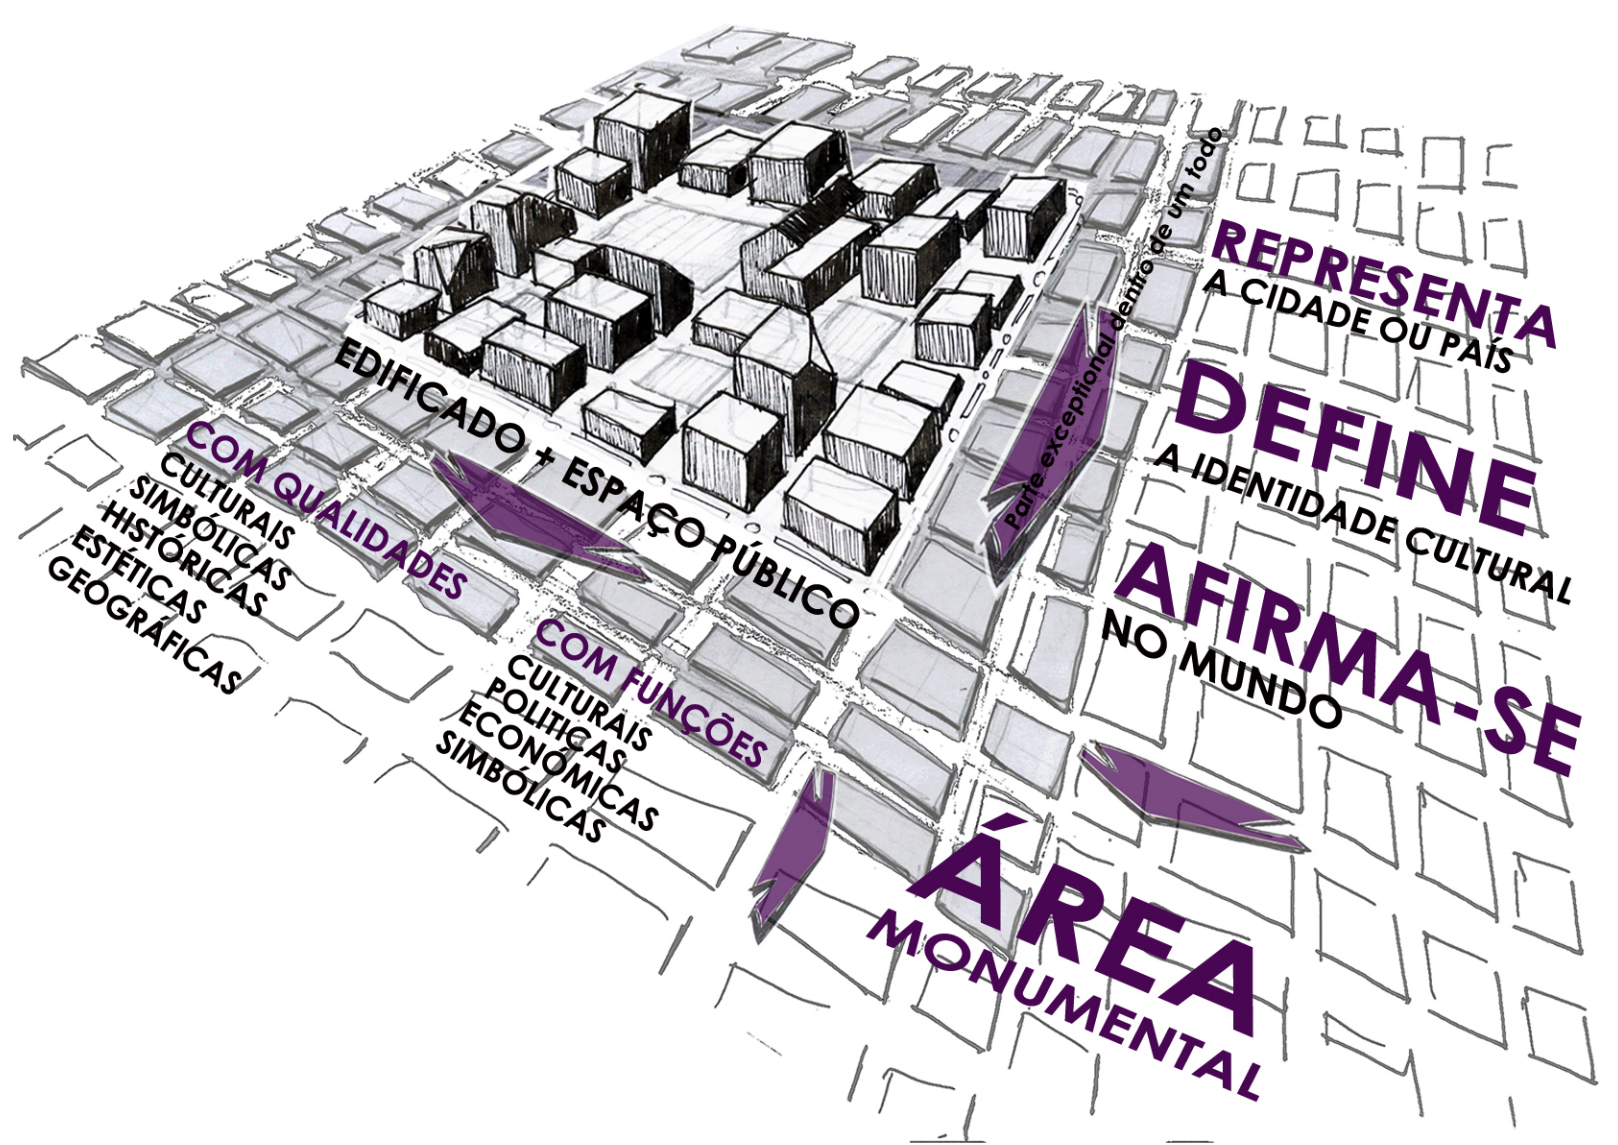 Parte exceptional dentro de um todo
REPRESENTA
A CIDADE OU PAÍS
DEFINE
A IDENTIDADE CULTURAL
AFIRMA-SE
NO MUNDO
EDIFICADO + ESPAÇO PÚBLICO
COM QUALIDADES
CULTURAIS
SIMBÓLICAS
HISTÓRICAS
ESTÉTICAS
GEOGRÁFICAS
COM FUNÇÕES
CULTURAIS
POLITICAS
ECONÓMICAS
SIMBÓLICAS
ÁREA
MONUMENTAL